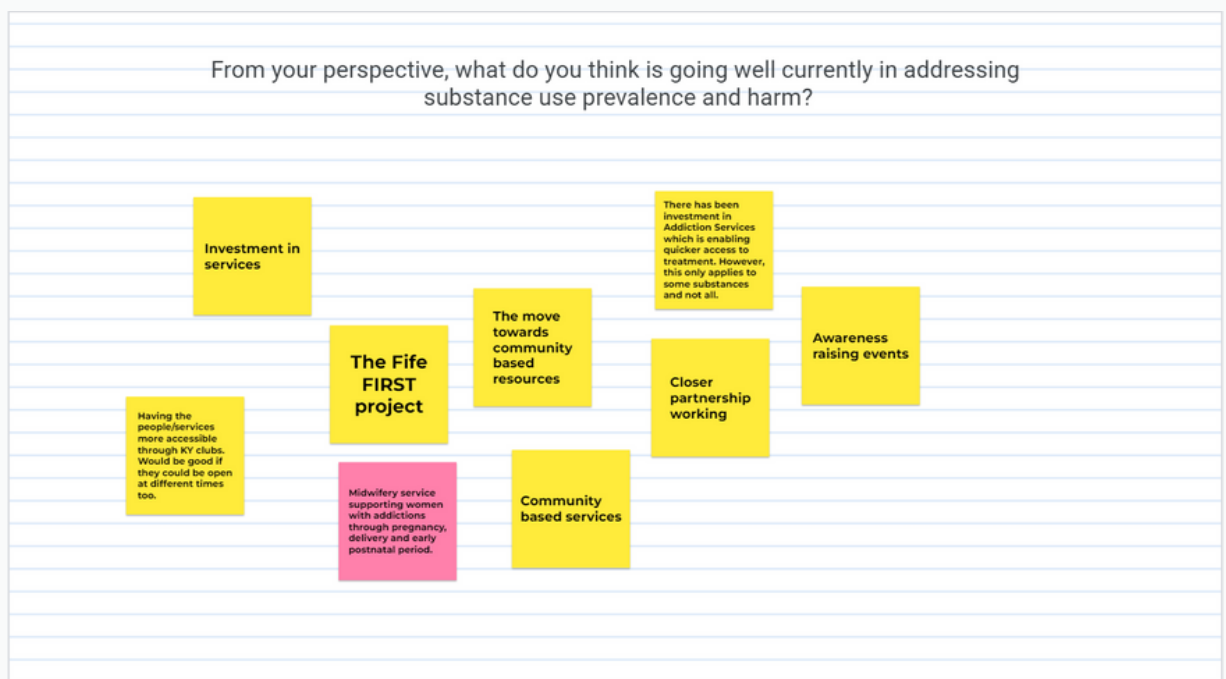 From your perspective, what do you think is going well currently in addressing
substance use prevalence and harm?
Investment in
services
There has been
investment in
Addiction Services
which is enabling
quicker access to
treatment. However,
this only applies to
some substances
and not all.
The move
towards
community
based
resources
Awareness
raising events
The Fife
FIRST
project
Closer
partnership
working
Having the
people/services
more accessible
through KY clubs.
Would be good if
they could be open
at different times
too.
Midwifery service
supporting women
with addictions
through pregnancy,
delivery and early
postnatal period.
Community
based services